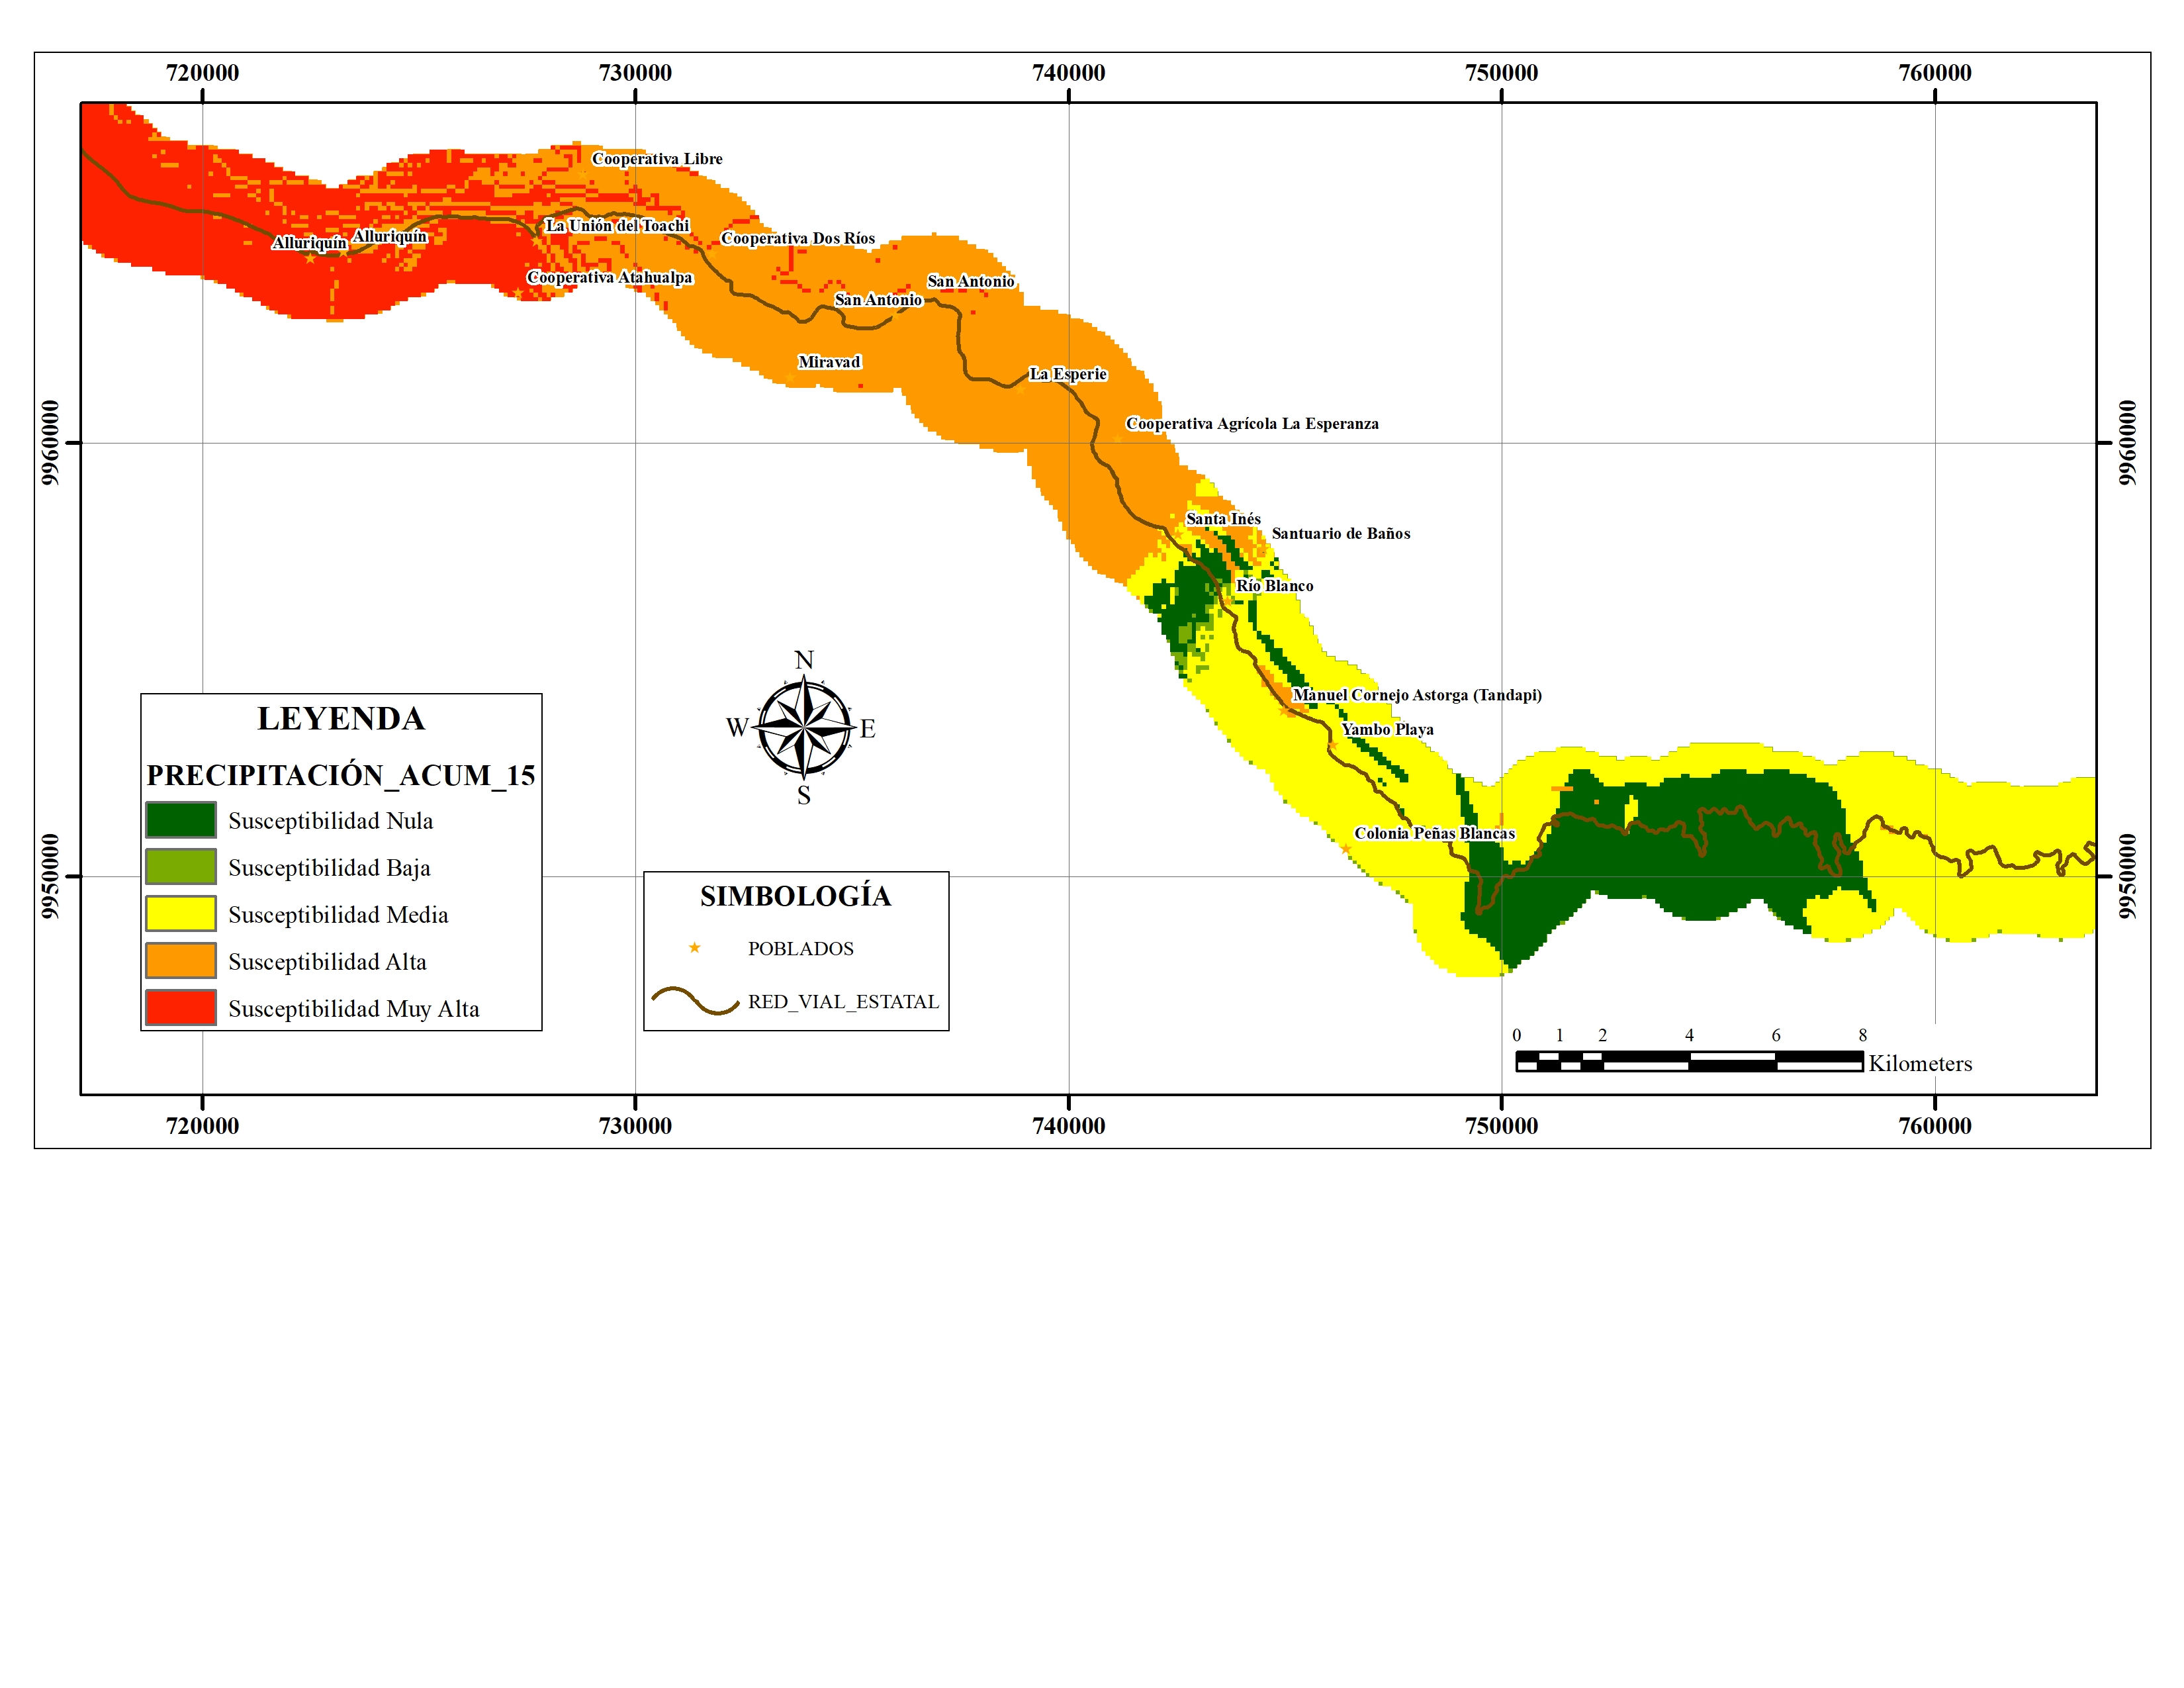 720000 730000 740000 750000 760000
Cooperativa Libre
La Unión del Toachi
Alluriquín
Alluriquín
Cooperativa Dos Ríos
Cooperativa Atahualpa
San Antonio
San Antonio
Miravad
La Esperie
9960000
9960000
Cooperativa Agrícola La Esperanza
Santa Inés
Santuario de Baños
Río Blanco
Manuel Cornejo Astorga (Tandapi)
Yambo Playa
Colonia Peñas Blancas
N
W E
S
LEYENDA
PRECIPITACIÓN_ACUM_15
Susceptibilidad Nula
Susceptibilidad Baja
Susceptibilidad Media
Susceptibilidad Alta
Susceptibilidad Muy Alta
SIMBOLOGÍA
POBLADOS
RED_VIAL_ESTATAL
9950000
9950000
0 1 2 4 6 8
Kilometers
720000 730000 740000 750000 760000